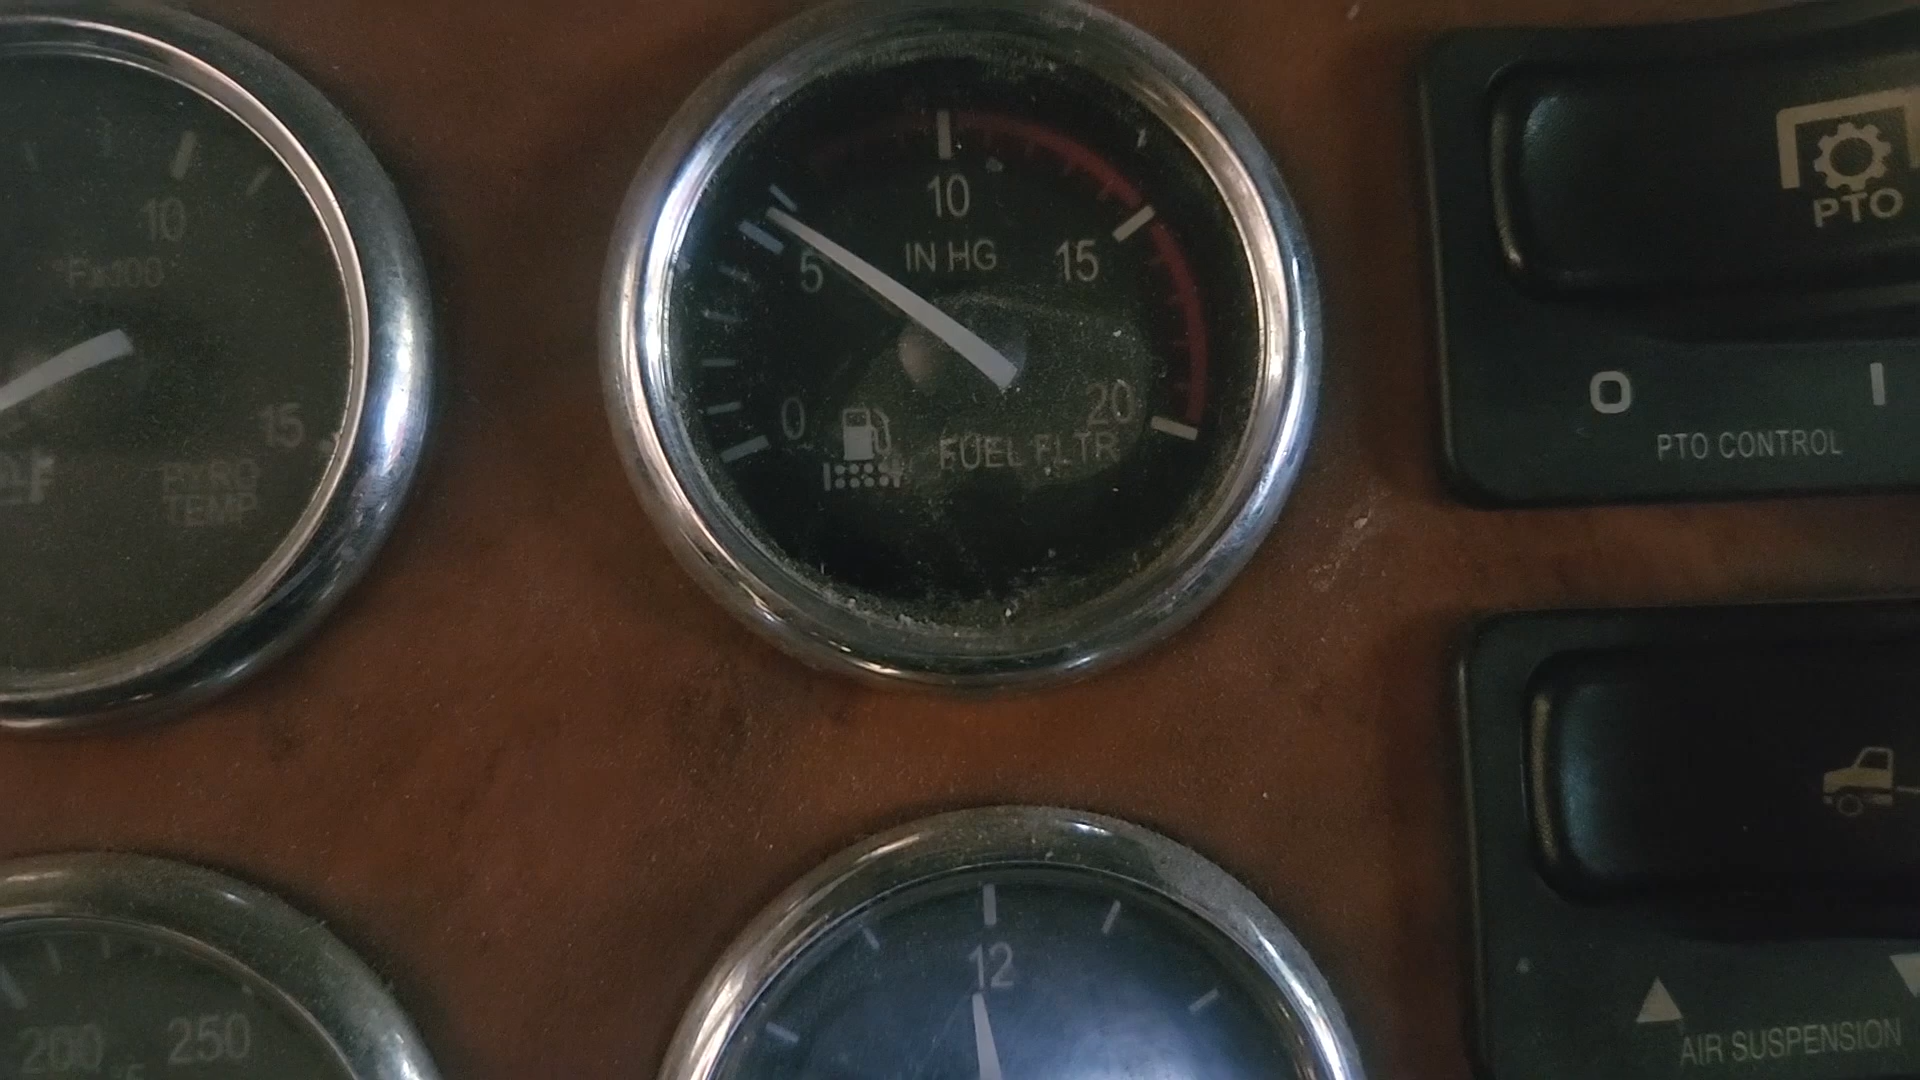 10
°Fx100
15
PYRO
TEMP
10
IN HG
5
15
0
20
FUEL FLTR
PTO
O
I
PTO CONTROL
200
250
12
AIR SUSPENSION